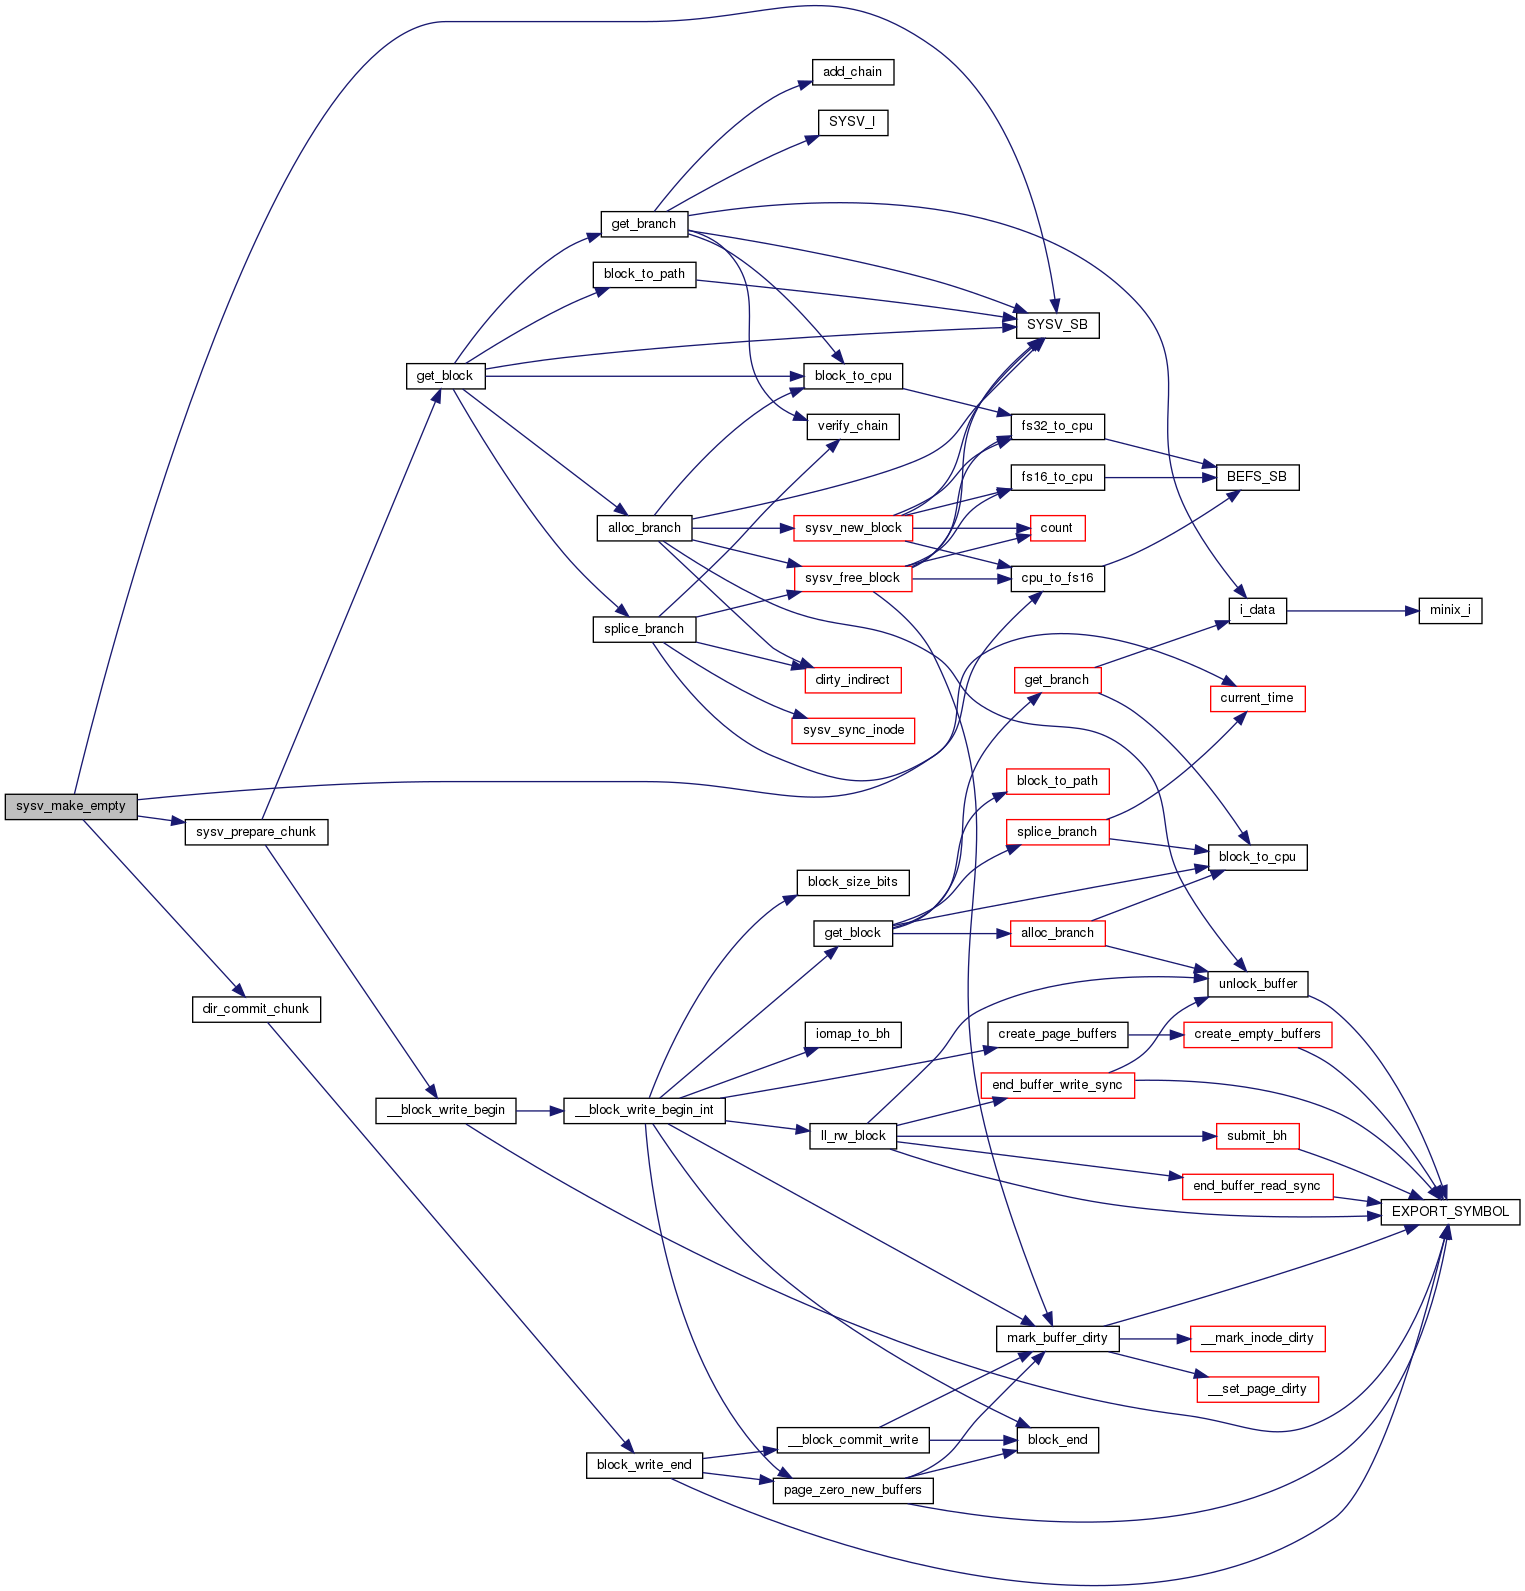 add_chain
SYSV_I
get_branch
block_to_path
SYSV_SB
get_block
block_to_cpu
verify_chain
fs32_to_cpu
BEFS_SB
fs16_to_cpu
alloc_branch
sysv_new_block
count
sysv_free_block
cpu_to_fs16
i_data
minix_i
splice_branch
dirty_indirect
get_branch
current_time
sysv_sync_inode
block_to_path
sysv_make_empty
sysv_prepare_chunk
splice_branch
block_to_cpu
block_size_bits
get_block
alloc_branch
unlock_buffer
dir_commit_chunk
iomap_to_bh
create_page_buffers
create_empty_buffers
end_buffer_write_sync
__block_write_begin
__block_write_begin_int
ll_rw_block
submit_bh
end_buffer_read_sync
EXPORT_SYMBOL
mark_buffer_dirty
__mark_inode_dirty
__set_page_dirty
__block_commit_write
block_end
block_write_end
page_zero_new_buffers